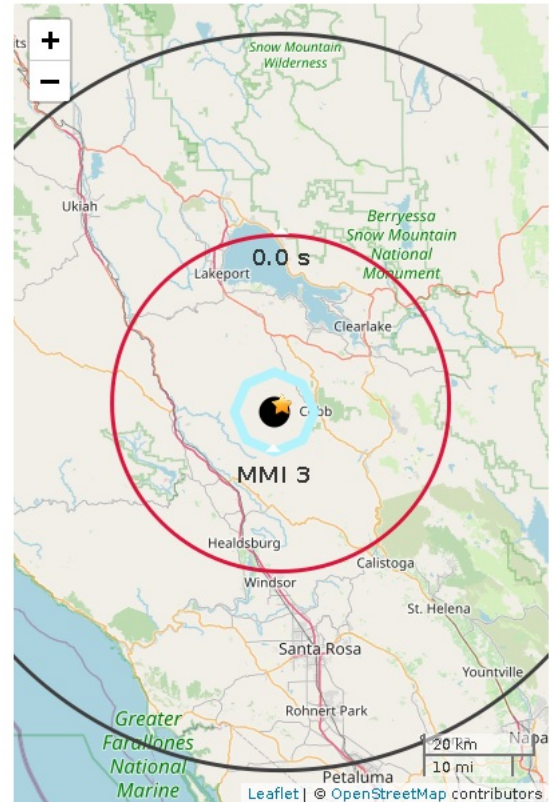 +
−
its
Snow Mountain
Wilderness
Ukiah
Berryessa
Snow Mountain
National
Monument
0.0 s
Lakeport
Clearlake
Cobb
MMI 3
Healdsburg
Calistoga
Windsor
St. Helena
Santa Rosa
Yountville
Rohnert Park
Greater
Farallones
National
Marine
20 km
Napa
10 mi
Petaluma
Leaflet | © OpenStreetMap contributors